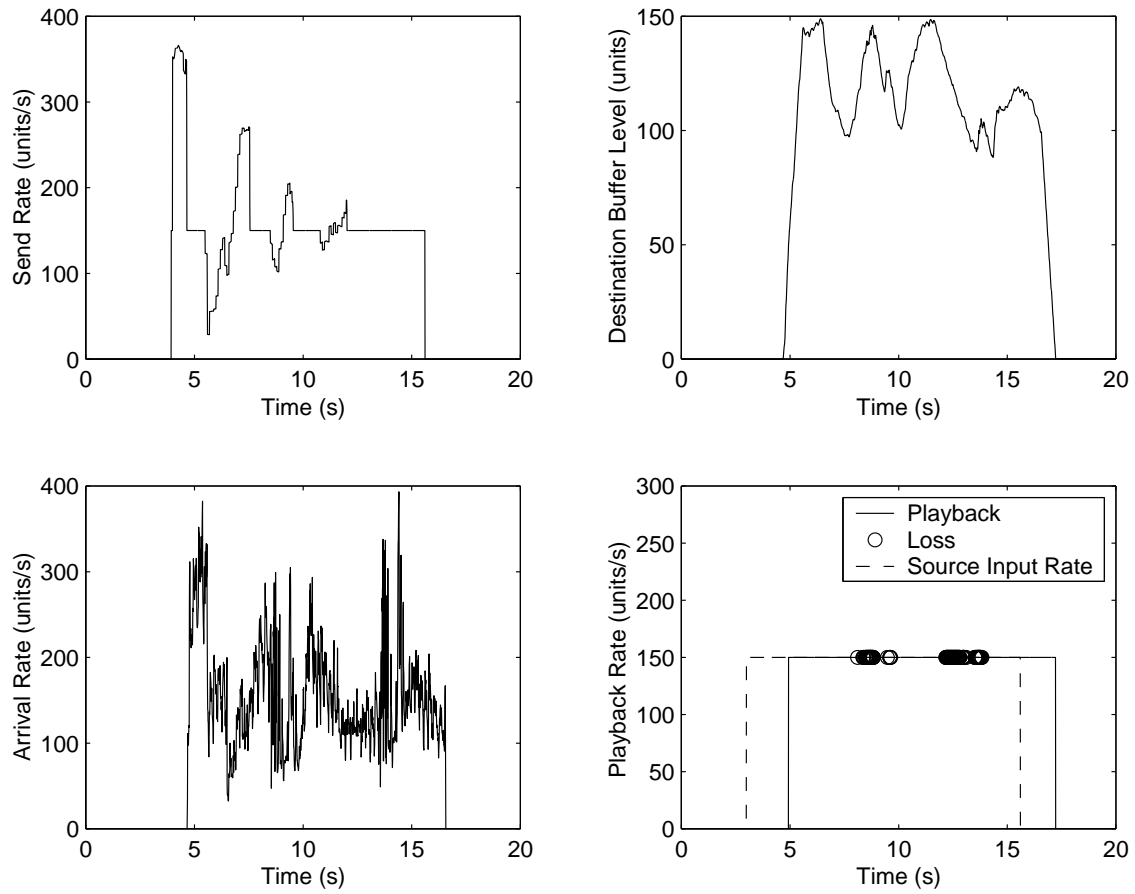 400
300
200
100
0
Send Rate (units/s)
0 5 10 15 20
Time (s)
150
100
50
0
Destination Buffer Level (units)
0 5 10 15 20
Time (s)
400
300
200
100
0
Arrival Rate (units/s)
0 5 10 15 20
Time (s)
300
250
200
150
100
50
0
Playback Rate (units/s)
Playback
Loss
Source Input Rate
0 5 10 15 20
Time (s)